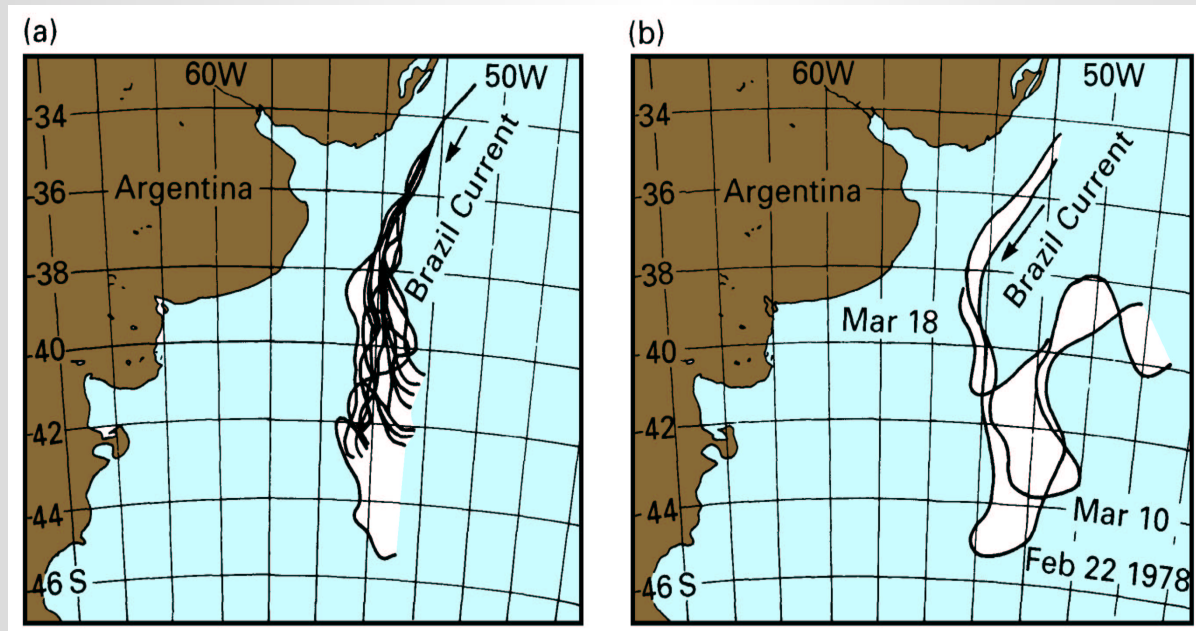 (a)
60W
50W
-34
-36
Argentina
Brazil Current
-38
-40
-42
-44
46 S
(b)
60W
50W
-34
-36
Argentina
Brazil Current
-38
Mar 18
-40
-42
-44
Mar 10
Feb 22 1978
-46 S